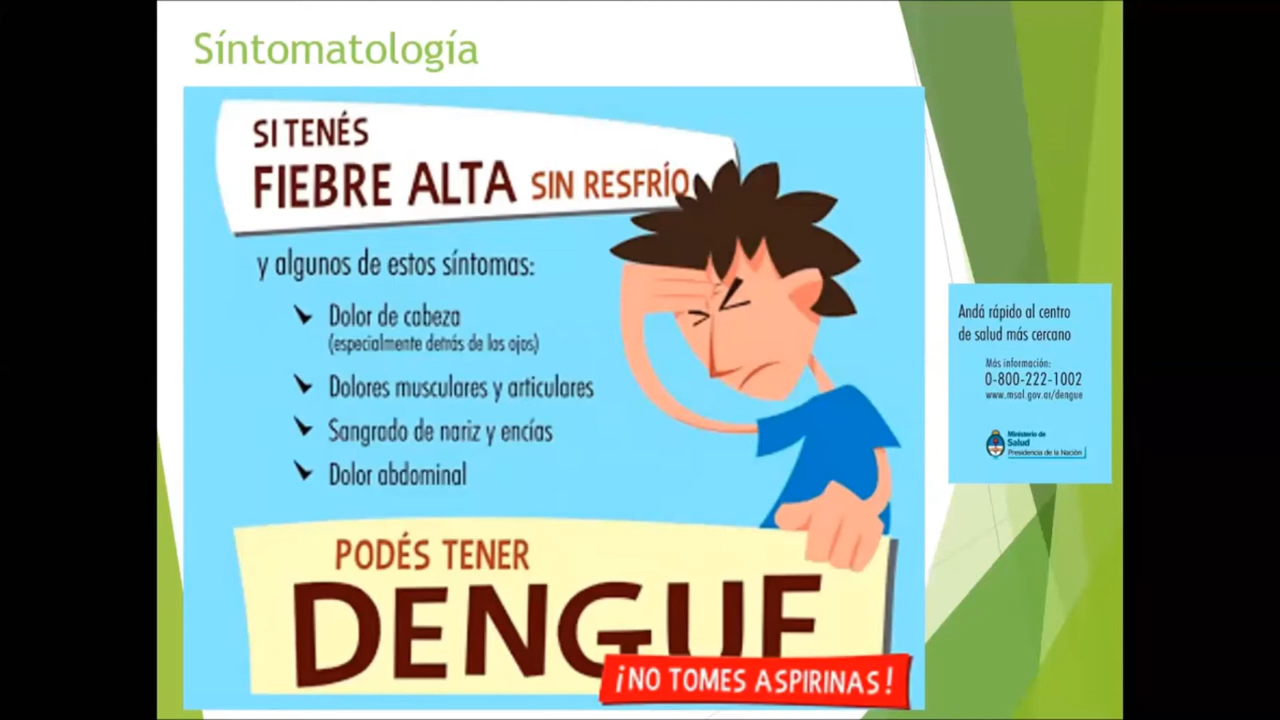 Síntomatología
SI TENÉS
FIEBRE ALTA SIN RESFRÍO
y algunos de estos síntomas:
Dolor de cabeza
(especialmente detrás de los ojos)
Dolores musculares y articulares
Sangrado de nariz y encías
Dolor abdominal
PODÉS TENER
DENGUE
¡NO TOMES ASPIRINAS!
Andá rápido al centro
de salud más cercano
Más información:
0-800-222-1002
www.msal.gov.ar/dengue
Ministerio de
Salud
Presidencia de la Nación